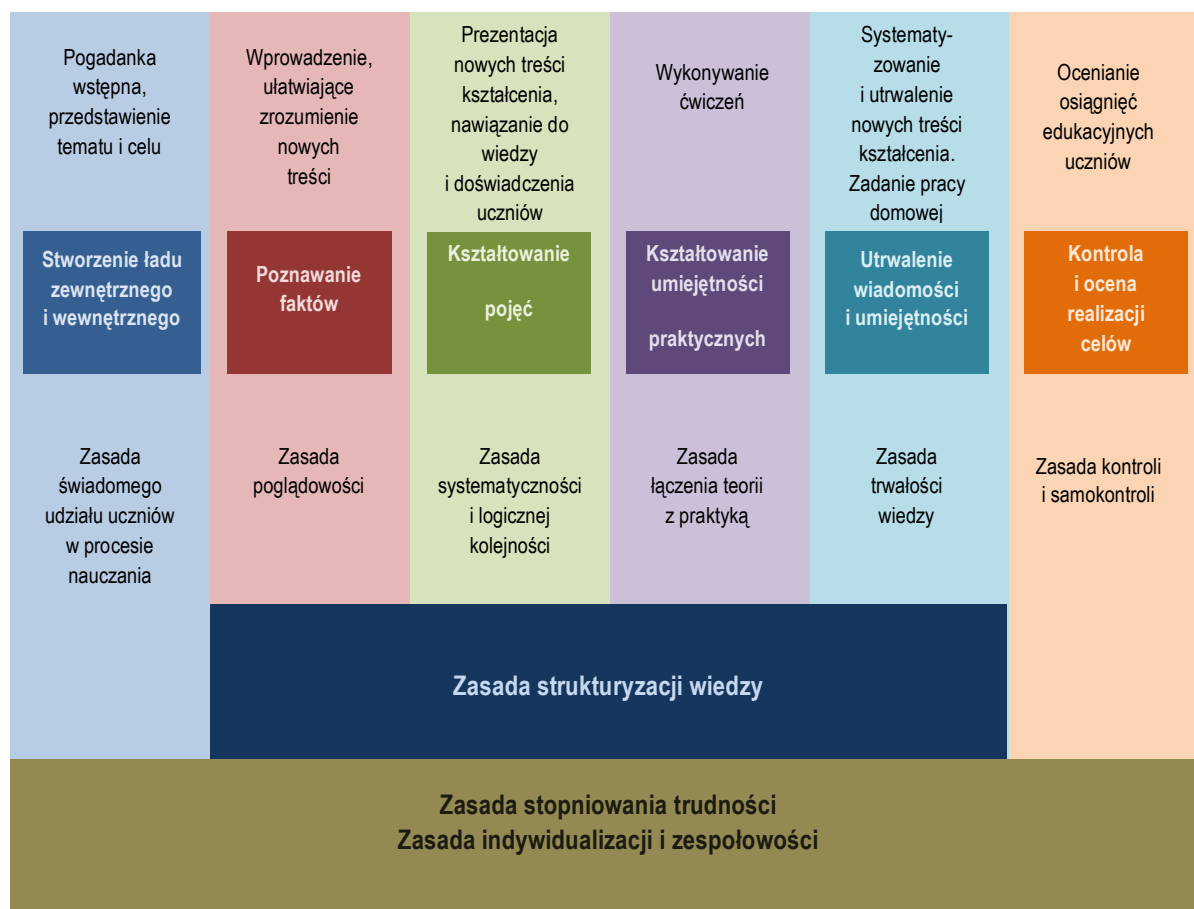 Pogadanka
wstępna,
przedstawienie
tematu i celu
Wprowadzenie,
ułatwiające
zrozumienie
nowych
treści
Prezentacja
nowych treści
kształcenia,
nawiązanie do
wiedzy
i doświadczenia
uczniów
Wykonywanie
ćwiczeń
Systematy-
zowanie
i utrwalenie
nowych treści
kształcenia.
Zadanie pracy
domowej
Ocenianie
osiągnięć
edukacyjnych
uczniów
Stworzenie ładu
zewnętrznego
i wewnętrznego
Poznawanie
faktów
Kształtowanie
pojęć
Kształtowanie
umiejętności
praktycznych
Utrwalenie
wiadomości
i umiejętności
Kontrola
i ocena
realizacji
celów
Zasada
świadomego
udziału uczniów
w procesie
nauczania
Zasada
poglądowości
Zasada
systematyczności
i logicznej
kolejności
Zasada
łączenia teorii
z praktyką
Zasada
trwałości
wiedzy
Zasada kontroli
i samokontroli
Zasada strukturyzacji wiedzy
Zasada stopniowania trudności
Zasada indywidualizacji i zespołowości